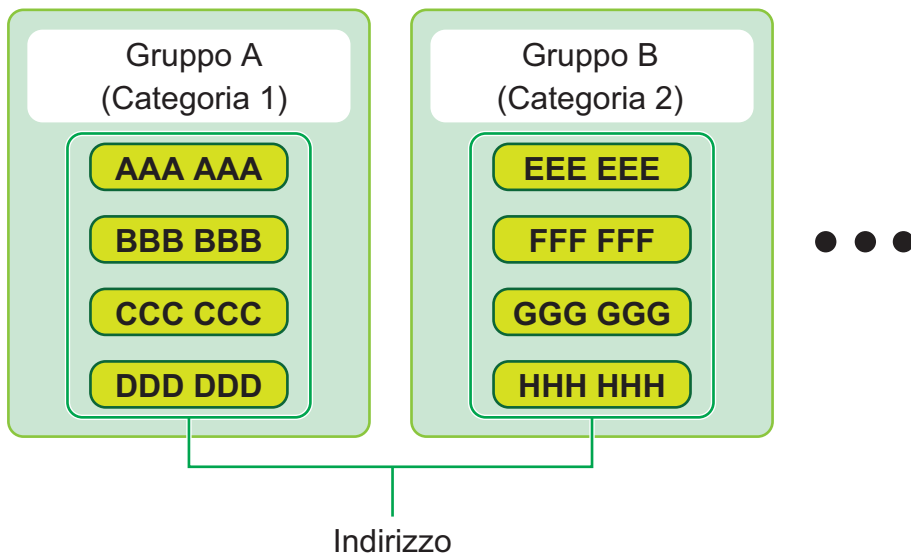 Gruppo A
(Categoria 1)
AAA AAA
BBB BBB
CCC CCC
DDD DDD
Gruppo B
(Categoria 2)
EEE EEE
FFF FFF
GGG GGG
HHH HHH
Indirizzo